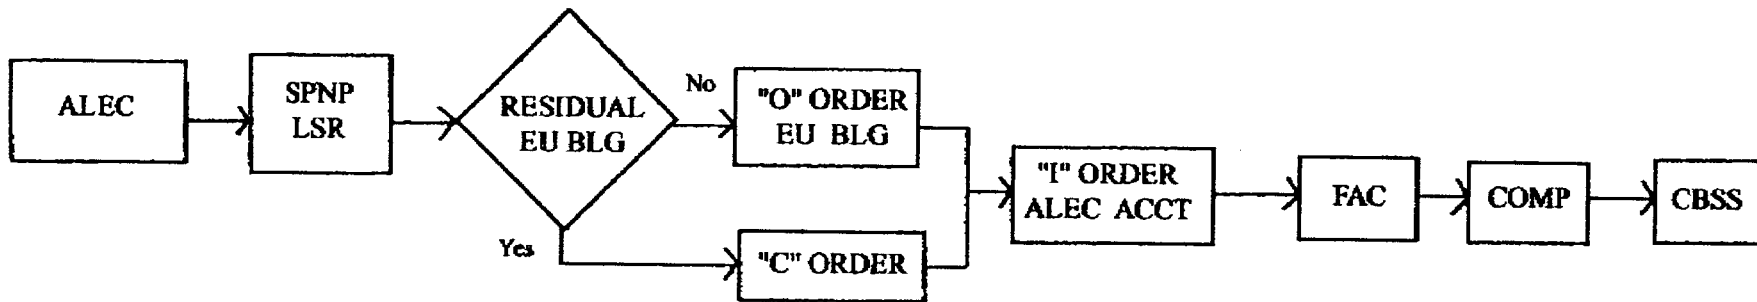 ALEC
SPNP
LSR
RESIDUAL
EU BLG
No
Yes
"O" ORDER
EU BLG
"C" ORDER
"I" ORDER
ALEC ACCT
FAC
COMP
CBSS